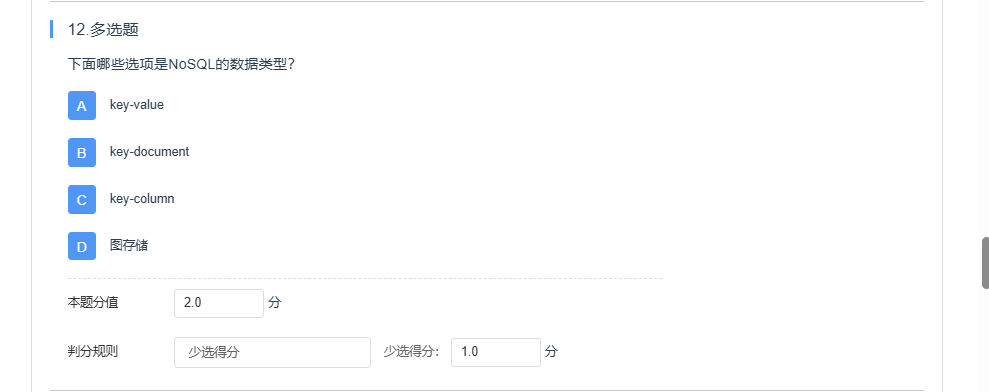 12.多选题
下面哪些选项是NoSQL的数据类型?
A key-value
B key-document
C key-column
D 图存储
本题分值 2.0 分
判分规则 少选得分 少选得分: 1.0 分